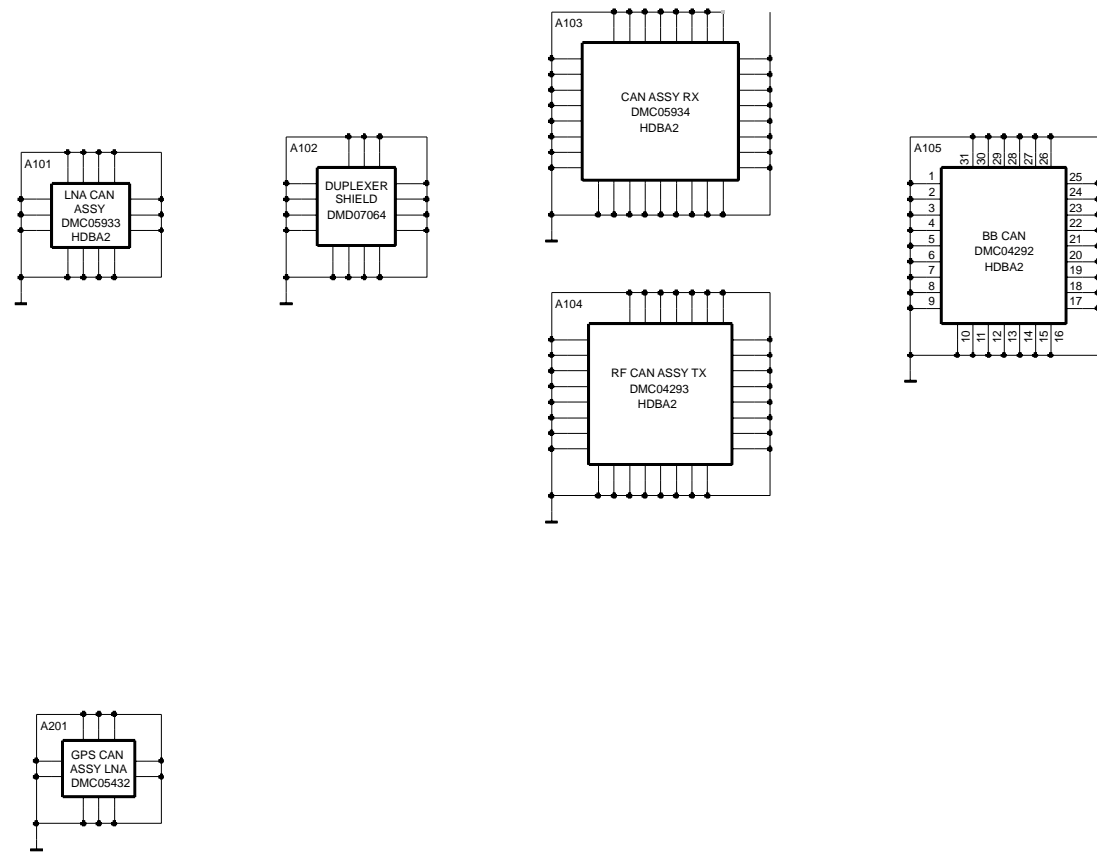 A101
LNA CAN
ASSY
DMC05933
HDBA2
A102
DUPLEXER
SHIELD
DMD07064
A103
CAN ASSY RX
DMC05934
HDBA2
A104
RF CAN ASSY TX
DMC04293
HDBA2
A105
31 30 29 28 27 26
1 25
2 24
3 23
4 22
5 21
6 20
7 19
8 18
9 17
BB CAN
DMC04292
HDBA2
10 11 12 13 14 15 16
A201
GPS CAN
ASSY LNA
DMC05432